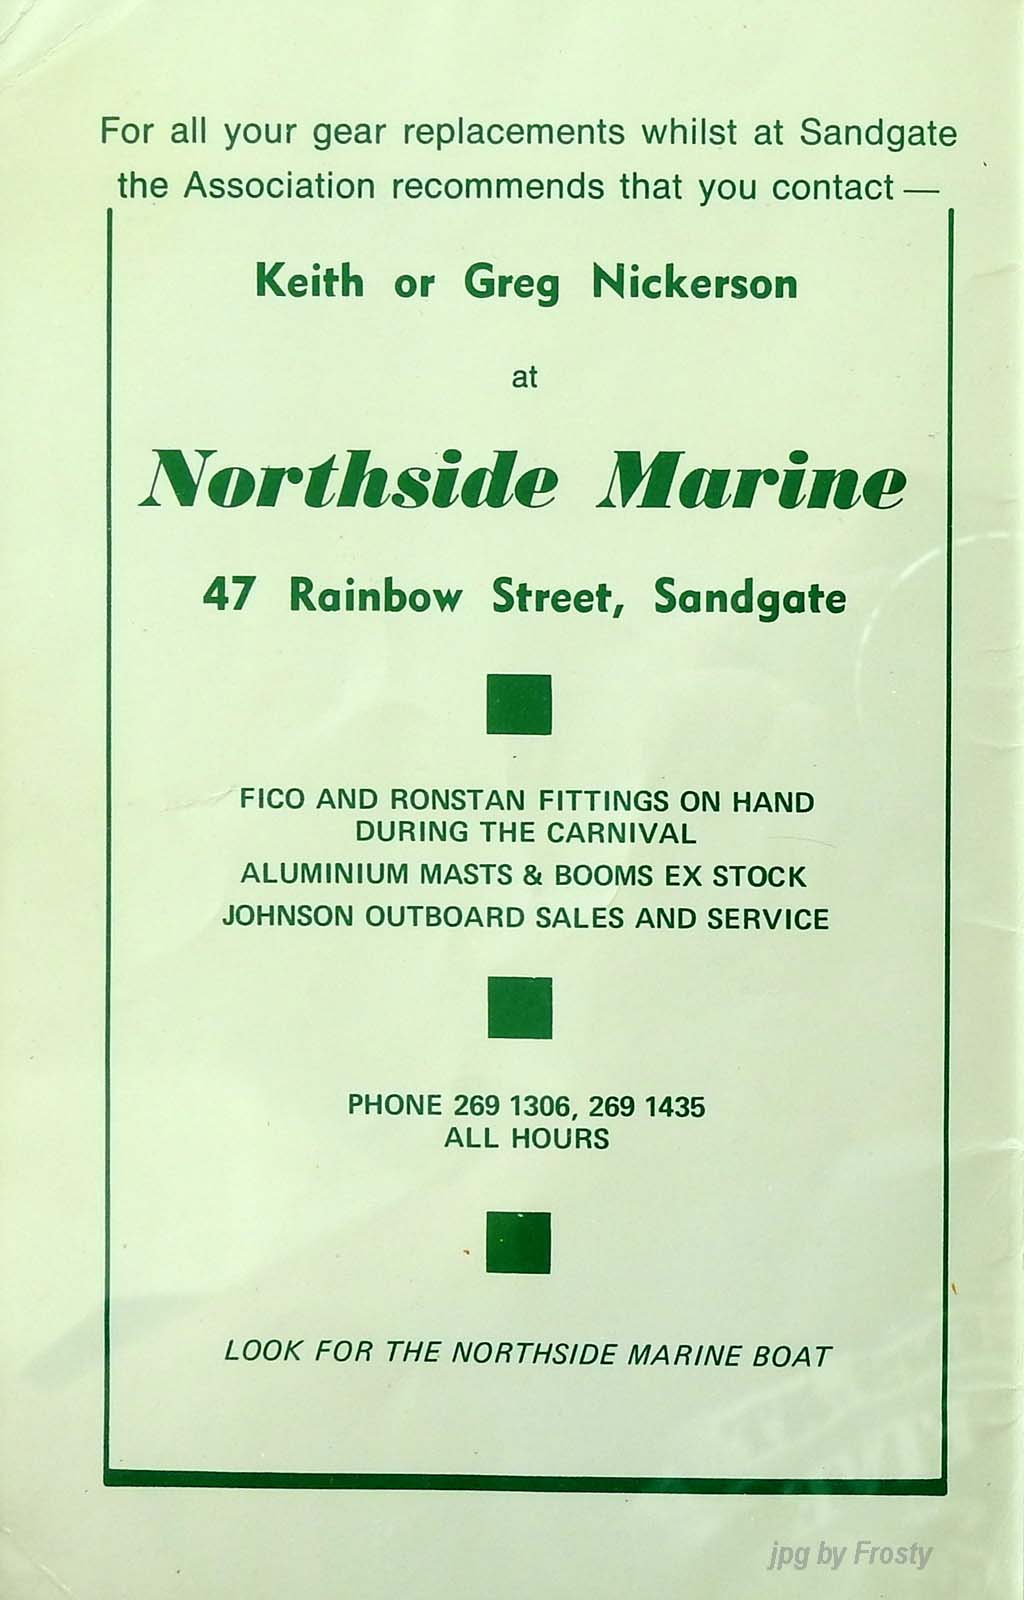 For all your gear replacements whilst at Sandgate
the Association recommends that you contact —
Keith or Greg Nickerson
at
Northside Marine
47 Rainbow Street, Sandgate
FICO AND RONSTAN FITTINGS ON HAND
DURING THE CARNIVAL
ALUMINIUM MASTS & BOOMS EX STOCK
JOHNSON OUTBOARD SALES AND SERVICE
PHONE 269 1306, 269 1435
ALL HOURS
LOOK FOR THE NORTHSIDE MARINE BOAT
jpg by Frosty